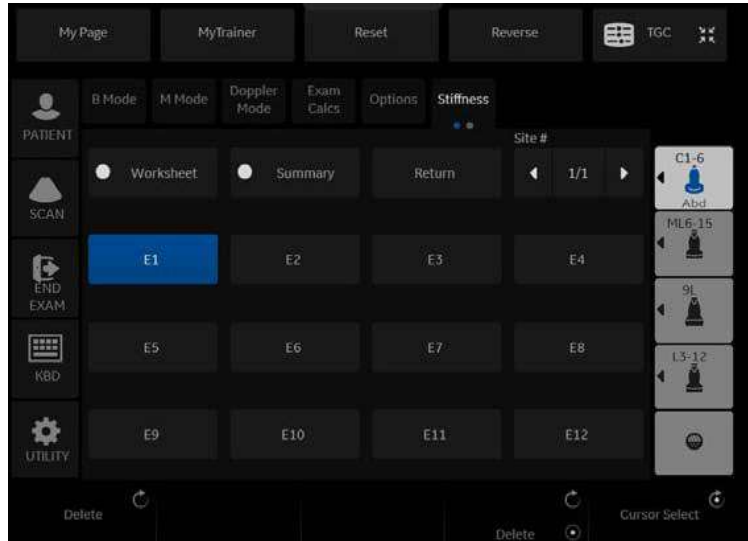 My Page
MyTrainer
Reset
Reverse
TGC
PATIENT
SCAN
END
EXAM
KBD
UTILITY
B Mode
M Mode
Doppler
Mode
Exam
Calcs
Options
Stiffness
Site #
Worksheet
Summary
Return
1/1
E1
E2
E3
E4
E5
E6
E7
E8
E9
E10
E11
E12
C1-6
Abd
ML6-15
9L
L3-12
Delete
Delete
Cursor Select